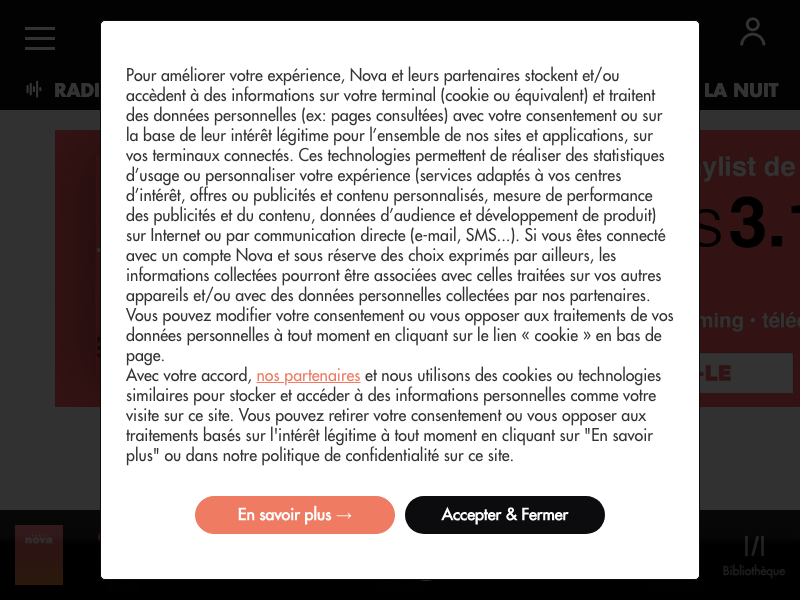 RADI
LA NUIT
Pour améliorer votre expérience, Nova et leurs partenaires stockent et/ou
accèdent à des informations sur votre terminal (cookie ou équivalent) et traitent
des données personnelles (ex: pages consultées) avec votre consentement ou sur
la base de leur intérêt légitime pour l’ensemble de nos sites et applications, sur
vos terminaux connectés. Ces technologies permettent de réaliser des statistiques
d’usage ou personnaliser votre expérience (services adaptés à vos centres
d’intérêt, offres ou publicités et contenu personnalisés, mesure de performance
des publicités et du contenu, données d’audience et développement de produit)
sur Internet ou par communication directe (e-mail, SMS...). Si vous êtes connecté
avec un compte Nova et sous réserve des choix exprimés par ailleurs, les
informations collectées pourront être associées avec celles traitées sur vos autres
appareils et/ou avec des données personnelles collectées par nos partenaires.
Vous pouvez modifier votre consentement ou vous opposer aux traitements de vos
données personnelles à tout moment en cliquant sur le lien « cookie » en bas de
page.
Avec votre accord, nos partenaires et nous utilisons des cookies ou technologies
similaires pour stocker et accéder à des informations personnelles comme votre
visite sur ce site. Vous pouvez retirer votre consentement ou vous opposer aux
traitements basés sur l'intérêt légitime à tout moment en cliquant sur "En savoir
plus" ou dans notre politique de confidentialité sur ce site.
En savoir plus →
Accepter & Fermer
ylist de
S 3.1
ming • téléc
-LE
nova
Bibliothèque